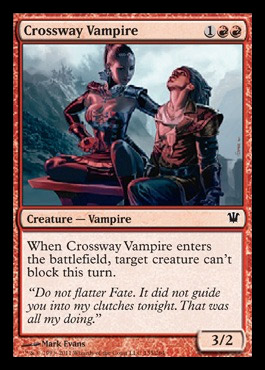 Crossway Vampire
1
Creature — Vampire
When Crossway Vampire enters
the battlefield, target creature can't
block this turn.
"Do not flatter Fate. It did not guide
you into my clutches tonight. That was
all my doing."
Mark Evans
3/2